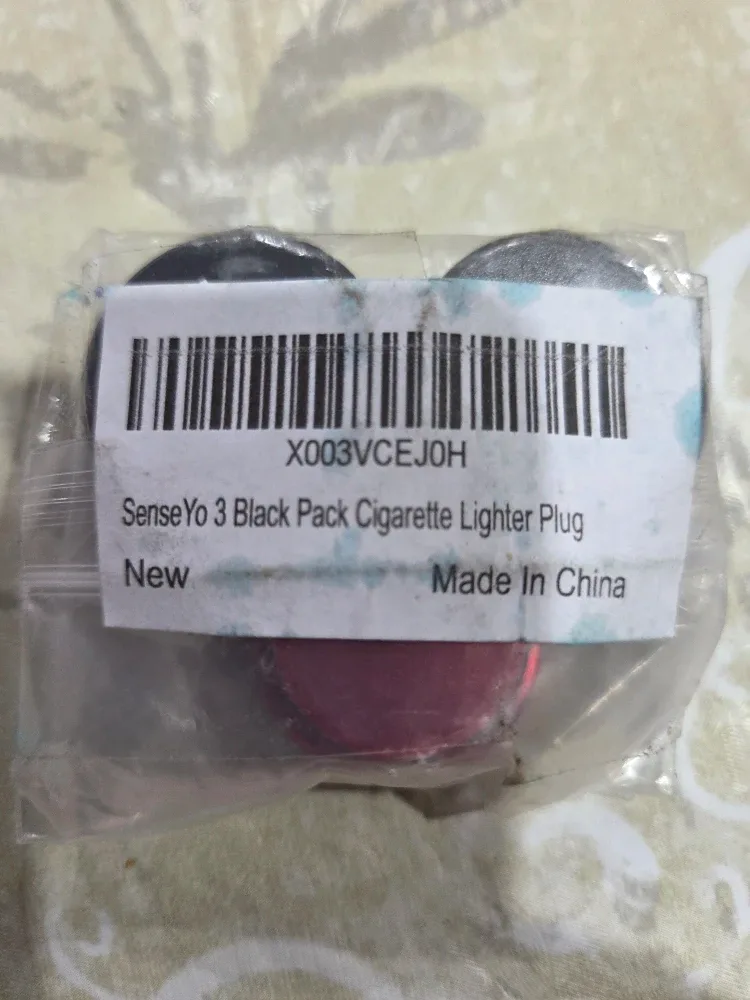 X003VCEJ0H
SenseYo 3 Black Pack Cigarette Lighter Plug
New Made In China